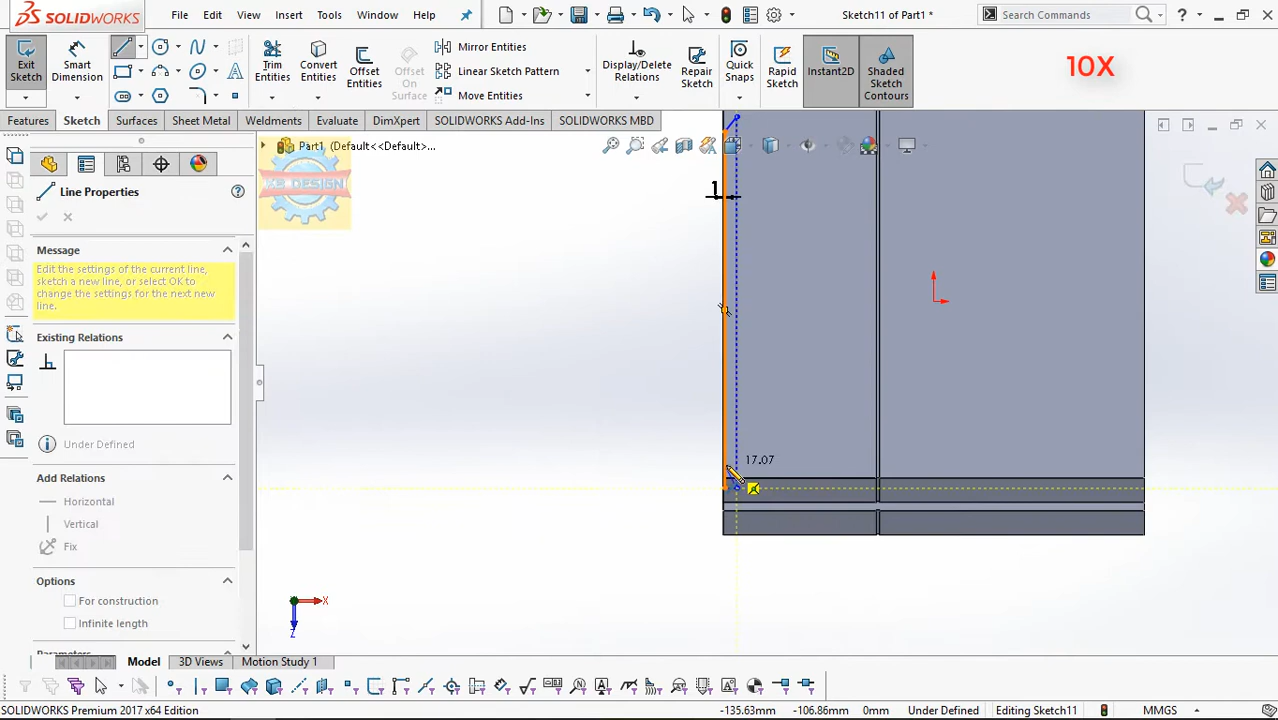 SOLIDWORKS
File
Edit
View
Insert
Tools
Window
Help
Sketch11 of Part1 *
Search Commands
Exit Sketch
Smart Dimension
Trim Entities
Convert Entities
Offset Entities
Offset On Surface
Mirror Entities
Linear Sketch Pattern
Move Entities
Display/Delete Relations
Repair Sketch
Quick Snaps
Rapid Sketch
Instant2D
Shaded Sketch Contours
10X
Features
Sketch
Surfaces
Sheet Metal
Weldments
Evaluate
DimXpert
SOLIDWORKS Add-Ins
SOLIDWORKS MBD
Part1 (Default<<Default>...
KB DESIGN
Line Properties
Message
Edit the settings of the current line,
sketch a new line, or select OK to
change the settings for the next new
line.
Existing Relations
Under Defined
Add Relations
Horizontal
Vertical
Fix
Options
For construction
Infinite length
1
17.07
X
Z
Model
3D Views
Motion Study 1
SOLIDWORKS Premium 2017 x64 Edition
-135.63mm
-106.86mm
0mm
Under Defined
Editing Sketch11
MMGS